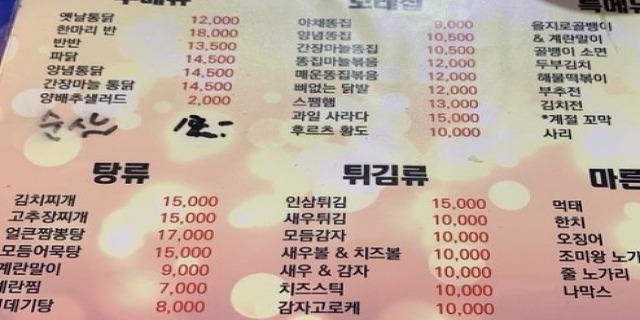 옛날통닭 12,000
한마리 반 18,000
반반 13,500
파닭 14,500
양념통닭 14,500
간장마늘 통닭 14,500
양배추샐러드 2,000
야채똥집 9,000
양념똥집 10,500
간장마늘똥집 10,500
똥집마늘볶음 12,000
매운똥집볶음 12,000
뼈없는 닭발 12,000
스팸햄 13,000
과일 사라다 15,000
후르츠 황도 10,000
을지로골뱅이
& 계란말이
골뱅이 소면
두부김치
해물떡볶이
부추전
김치전
*계절 꼬막
사리
탕류
김치찌개 15,000
고추장찌개 15,000
얼큰짬뽕탕 17,000
모듬어묵탕 15,000
계란말이 9,000
계란찜 7,000
데기탕 8,000
튀김류
인삼튀김 15,000
새우튀김 10,000
모듬감자 10,000
새우볼 & 치즈볼 10,000
새우 & 감자 10,000
치즈스틱 10,000
감자고로케 10,000
마른
먹태
한치
오징어
조미왕 노가
줄 노가리
나막스